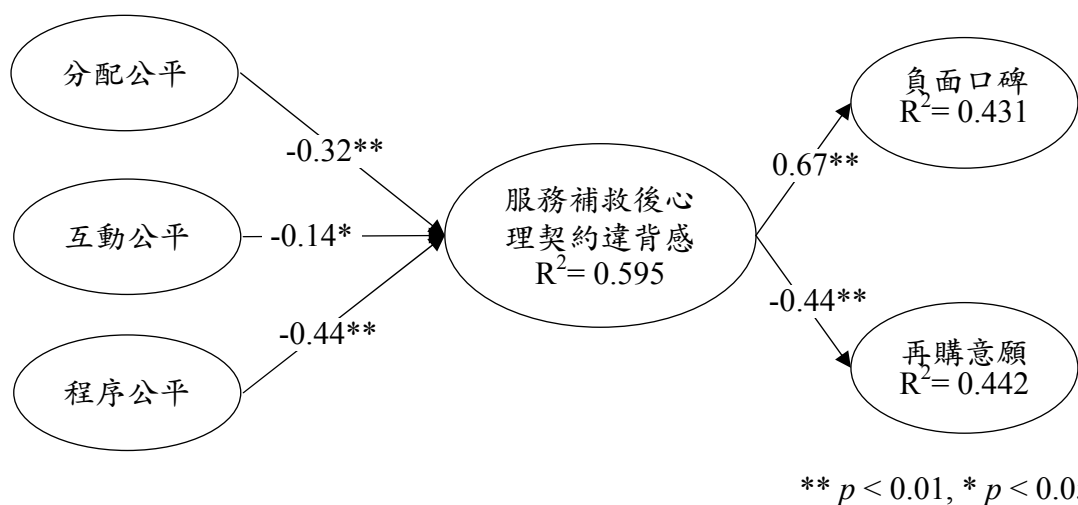 分配公平
互動公平
程序公平
-0.32**
-0.14*
-0.44**
服務補救後心
理契約違背感
R²= 0.595
0.67**
-0.44**
負面口碑
R²= 0.431
再購意願
R²= 0.442
** p < 0.01, * p < 0.0